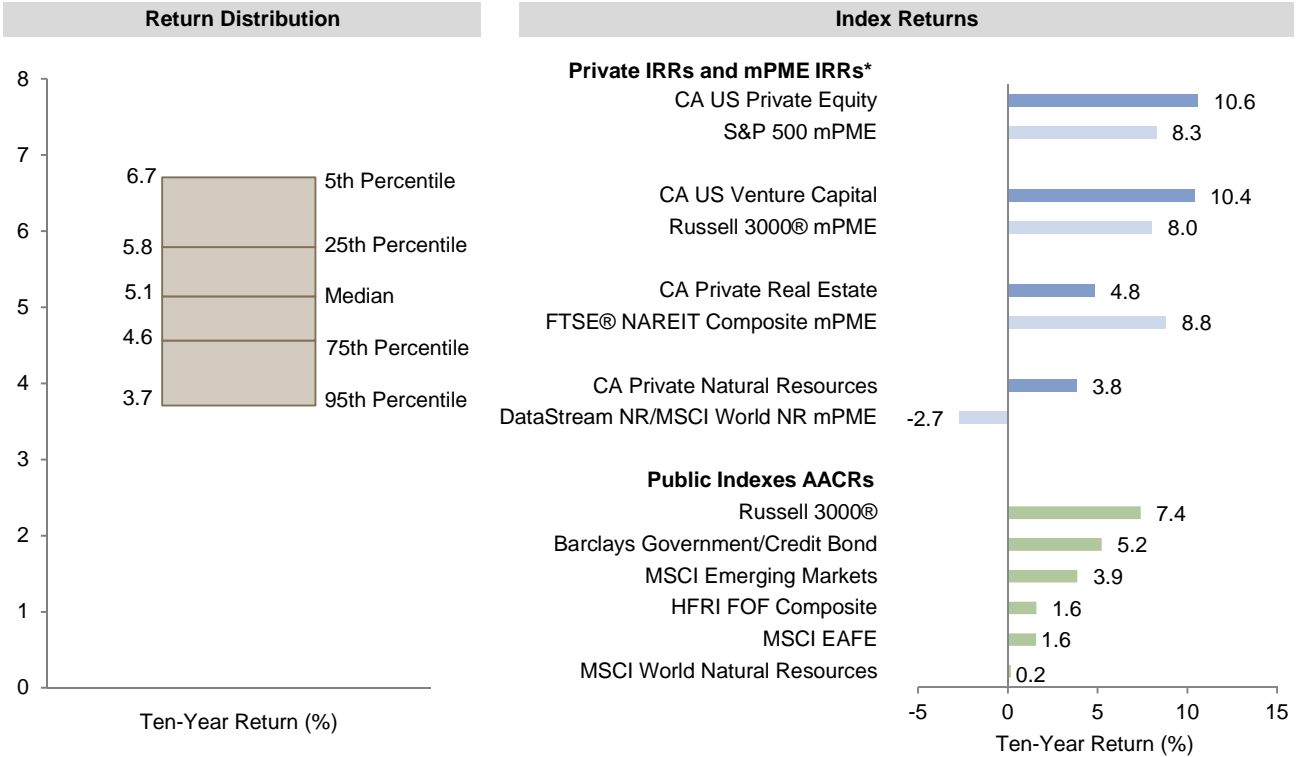 Return Distribution
8
7
6
5
4
3
2
1
0
6.7
5.8
5.1
4.6
3.7
5th Percentile
25th Percentile
Median
75th Percentile
95th Percentile
Ten-Year Return (%)
Index Returns
Private IRRs and mPME IRRs*
CA US Private Equity 10.6
S&P 500 mPME 8.3
CA US Venture Capital 10.4
Russell 3000® mPME 8.0
CA Private Real Estate 4.8
FTSE® NAREIT Composite mPME 8.8
CA Private Natural Resources 3.8
DataStream NR/MSCI World NR mPME -2.7
Public Indexes AACRs
Russell 3000® 7.4
Barclays Government/Credit Bond 5.2
MSCI Emerging Markets 3.9
HFRI FOF Composite 1.6
MSCI EAFE 1.6
MSCI World Natural Resources 0.2
-5 0 5 10 15
Ten-Year Return (%)